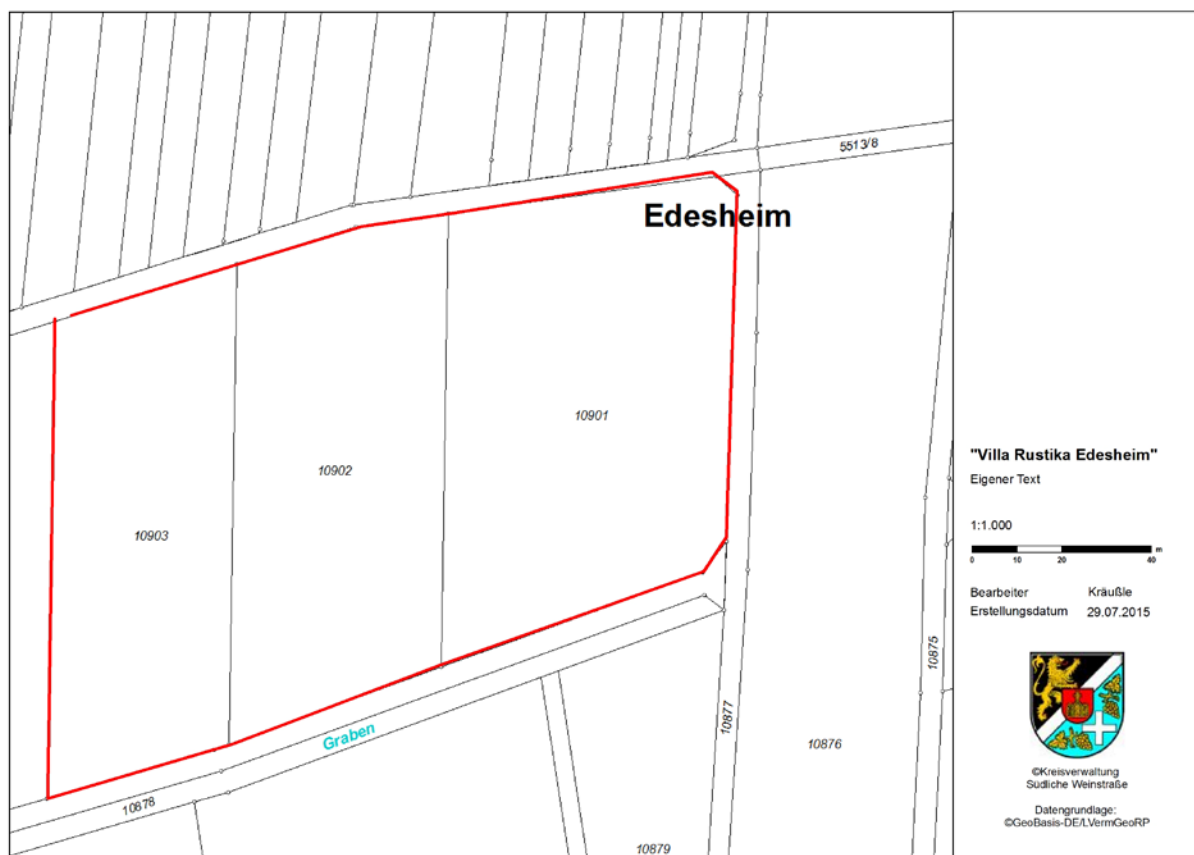 5513/8
Edesheim
10901
10902
10903
Graben
10878
10877
10876
10875
10879
"Villa Rustika Edesheim"
Eigener Text
1:1.000
0 10 20 40 m
Bearbeiter Kräußle
Erstellungsdatum 29.07.2015
©Kreisverwaltung
Südliche Weinstraße
Datengrundlage:
©GeoBasis-DE/LVermGeoRP